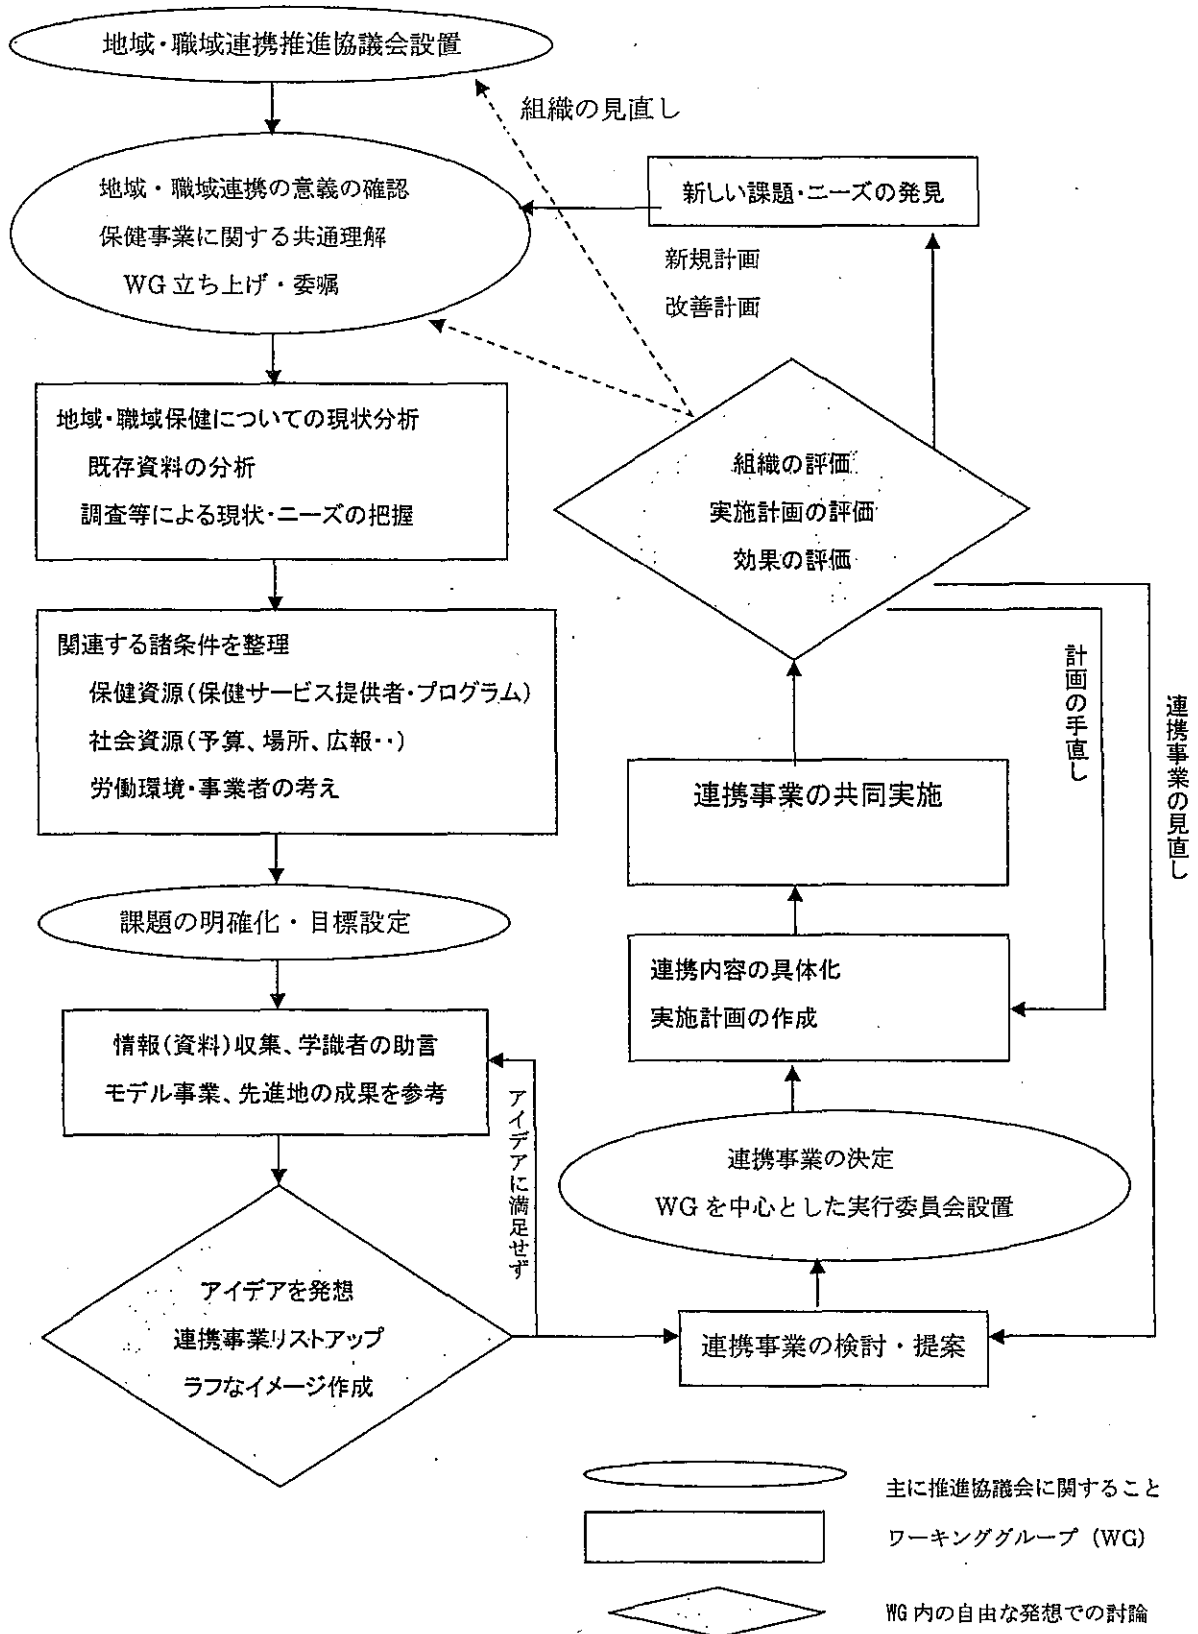 地域・職域連携推進協議会設置
組織の見直し
地域・職域連携の意義の確認
保健事業に関する共通理解
WG 立ち上げ・委嘱
新しい課題・ニーズの発見
新規計画
改善計画
地域・職域保健についての現状分析
既存資料の分析
調査等による現状・ニーズの把握
組織の評価
実施計画の評価
効果の評価
関連する諸条件を整理
保健資源(保健サービス提供者・プログラム)
社会資源(予算、場所、広報・・)
労働環境・事業者の考え
計画の手直し
連携事業の見直し
連携事業の共同実施
課題の明確化・目標設定
連携内容の具体化
実施計画の作成
情報(資料)収集、学識者の助言
モデル事業、先進地の成果を参考
アイデアに満足せず
連携事業の決定
WG を中心とした実行委員会設置
アイデアを発想
連携事業リストアップ
ラフなイメージ作成
連携事業の検討・提案
主に推進協議会に関すること
ワーキンググループ (WG)
WG 内の自由な発想での討論